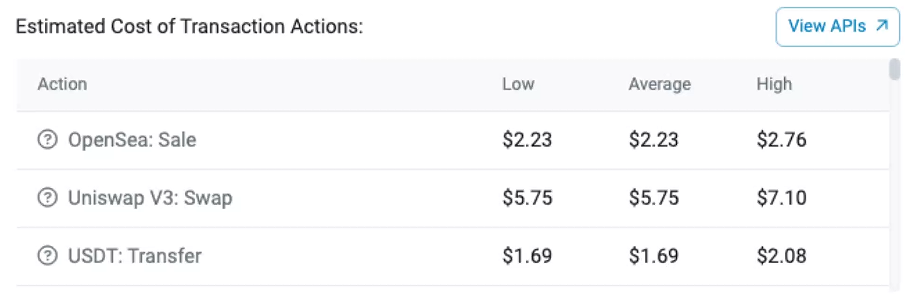 Estimated Cost of Transaction Actions:
View APIs
Action Low Average High
OpenSea: Sale $2.23 $2.23 $2.76
Uniswap V3: Swap $5.75 $5.75 $7.10
USDT: Transfer $1.69 $1.69 $2.08